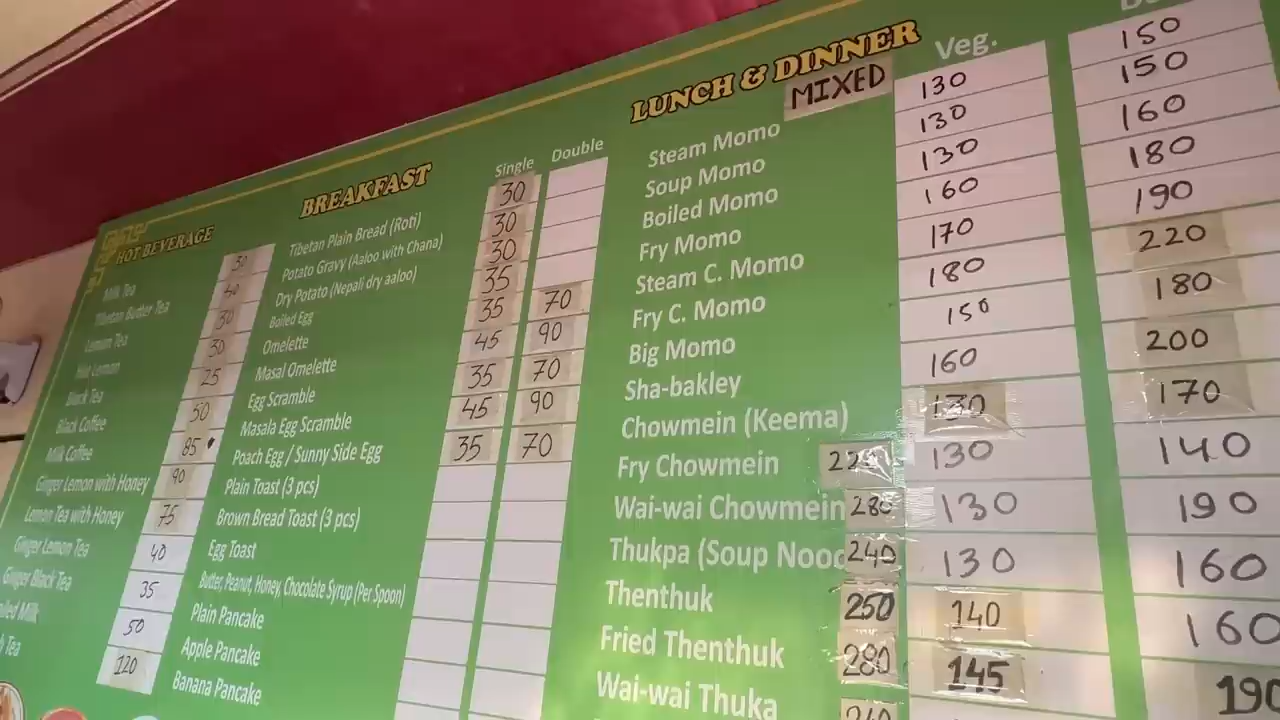 HOT BEVERAGE
Milk Tea 30
Tibetan Butter Tea 40
Lemon Tea 30
Hot Lemon 30
Black Tea 25
Black Coffee 50
Milk Coffee 85
Ginger Lemon with Honey 90
Lemon Tea with Honey 75
Ginger Lemon Tea 40
Ginger Black Tea 35
Milk 50
Tea 120
BREAKFAST
Single Double
Tibetan Plain Bread (Roti) 30
Potato Gravy (Aaloo with Chana) 30
Dry Potato (Nepali dry aaloo) 30
Boiled Egg 35
Omelette 35 70
Masal Omelette 45 90
Egg Scramble 35 70
Masala Egg Scramble 45 90
Poach Egg / Sunny Side Egg 35 70
Plain Toast (3 pcs)
Brown Bread Toast (3 pcs)
Egg Toast
Butter, Peanut, Honey, Chocolate Syrup (Per Spoon)
Plain Pancake
Apple Pancake
Banana Pancake
LUNCH & DINNER
MIXED Veg.
Steam Momo 130 150
Soup Momo 130 150
Boiled Momo 130 160
Fry Momo 160 180
Steam C. Momo 170 190
Fry C. Momo 180 220
Big Momo 150 180
Sha-bakley 160 200
Chowmein (Keema) 130 170
Fry Chowmein 130 140
Wai-wai Chowmein 280 130 190
Thukpa (Soup 240 130 160
Thenthuk 250 140 160
Fried Thenthuk 280 145 190
Wai-wai Thuka